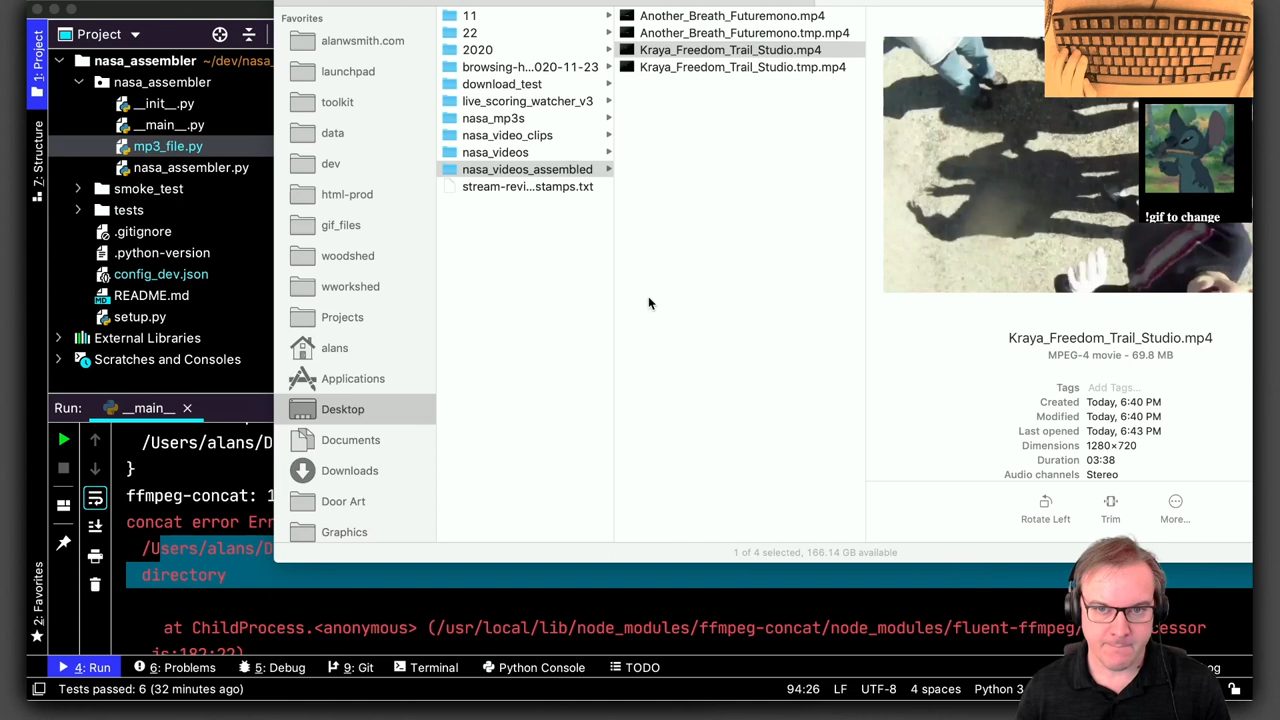 1: Project
7: Structure
2: Favorites
Project
nasa_assembler ~/dev/nasa_
nasa_assembler
__init__.py
__main__.py
mp3_file.py
nasa_assembler.py
smoke_test
tests
.gitignore
.python-version
config_dev.json
README.md
setup.py
External Libraries
Scratches and Consoles
Favorites
alanwsmith.com
launchpad
toolkit
data
dev
html-prod
gif_files
woodshed
wworkshed
Projects
alans
Applications
Desktop
Documents
Downloads
Door Art
Graphics
11
22
2020
browsing-h...020-11-23
download_test
live_scoring_watcher_v3
nasa_mp3s
nasa_video_clips
nasa_videos
nasa_videos_assembled
stream-revi...stamps.txt
Another_Breath_Futuremono.mp4
Another_Breath_Futuremono.tmp.mp4
Kraya_Freedom_Trail_Studio.mp4
Kraya_Freedom_Trail_Studio.tmp.mp4
!gif to change
Kraya_Freedom_Trail_Studio.mp4
MPEG-4 movie - 69.8 MB
Tags Add Tags...
Created Today, 6:40 PM
Modified Today, 6:40 PM
Last opened Today, 6:43 PM
Dimensions 1280×720
Duration 03:38
Audio channels Stereo
Rotate Left Trim More...
1 of 4 selected, 166.14 GB available
Run: __main__
/Users/alans/D
}
ffmpeg-concat: 1
concat error Err
/Users/alans/D
directory
at ChildProcess.<anonymous> (/usr/local/lib/node_modules/ffmpeg-concat/node_modules/fluent-ffmpeg/
4: Run 6: Problems 5: Debug 9: Git Terminal Python Console TODO
Tests passed: 6 (32 minutes ago) 94:26 LF UTF-8 4 spaces Python 3